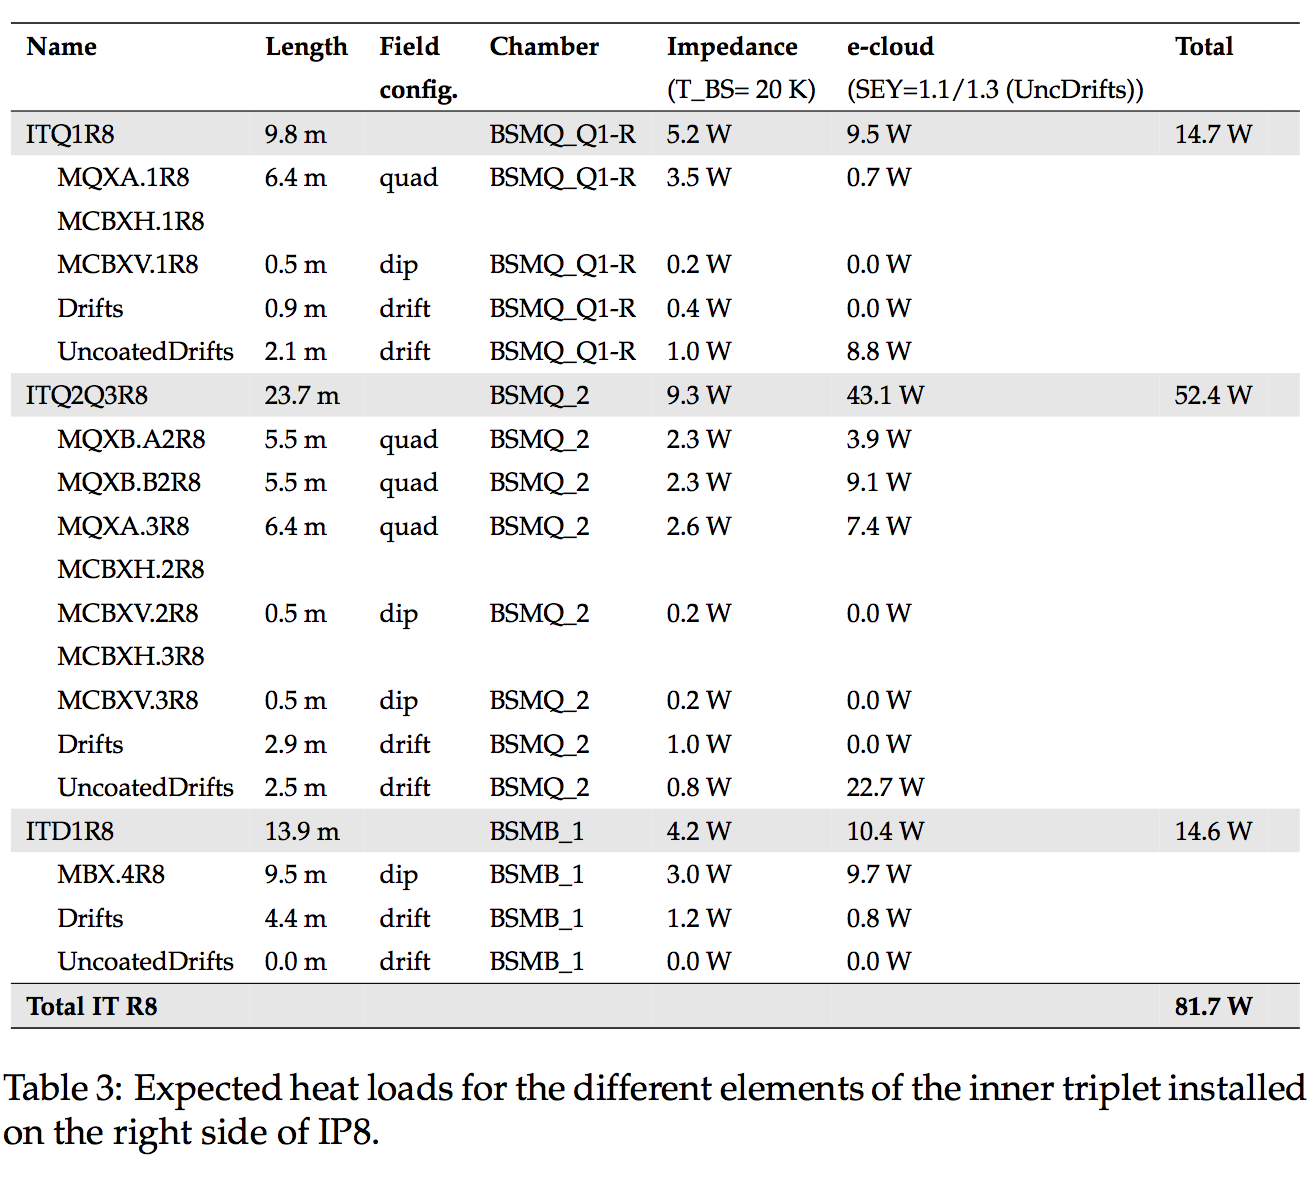 Name Length Field Chamber Impedance e-cloud Total
config. (T_BS= 20 K) (SEY=1.1/1.3 (UncDrifts))
ITQ1R8 9.8 m BSMQ_Q1-R 5.2 W 9.5 W 14.7 W
MQXA.1R8 6.4 m quad BSMQ_Q1-R 3.5 W 0.7 W
MCBXH.1R8
MCBXV.1R8 0.5 m dip BSMQ_Q1-R 0.2 W 0.0 W
Drifts 0.9 m drift BSMQ_Q1-R 0.4 W 0.0 W
UncoatedDrifts 2.1 m drift BSMQ_Q1-R 1.0 W 8.8 W
ITQ2Q3R8 23.7 m BSMQ_2 9.3 W 43.1 W 52.4 W
MQXB.A2R8 5.5 m quad BSMQ_2 2.3 W 3.9 W
MQXB.B2R8 5.5 m quad BSMQ_2 2.3 W 9.1 W
MQXA.3R8 6.4 m quad BSMQ_2 2.6 W 7.4 W
MCBXH.2R8
MCBXV.2R8 0.5 m dip BSMQ_2 0.2 W 0.0 W
MCBXH.3R8
MCBXV.3R8 0.5 m dip BSMQ_2 0.2 W 0.0 W
Drifts 2.9 m drift BSMQ_2 1.0 W 0.0 W
UncoatedDrifts 2.5 m drift BSMQ_2 0.8 W 22.7 W
ITD1R8 13.9 m BSMB_1 4.2 W 10.4 W 14.6 W
MBX.4R8 9.5 m dip BSMB_1 3.0 W 9.7 W
Drifts 4.4 m drift BSMB_1 1.2 W 0.8 W
UncoatedDrifts 0.0 m drift BSMB_1 0.0 W 0.0 W
Total IT R8 81.7 W
Table 3: Expected heat loads for the different elements of the inner triplet installed
on the right side of IP8.